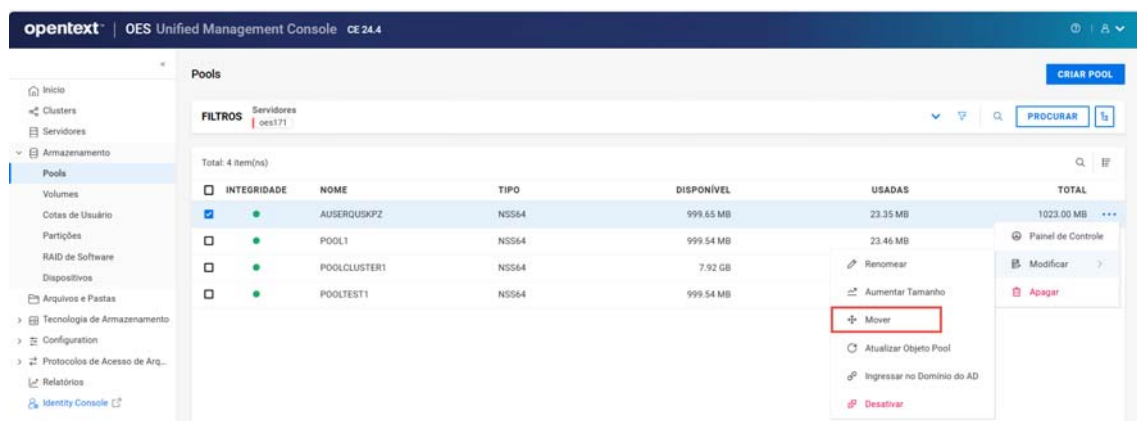 opentext™ | OES Unified Management Console CE 24.4
Pools
CRIAR POOL
Início
Clusters
Servidores
Armazenamento
Pools
Volumes
Cotas de Usuário
Partições
RAID de Software
Dispositivos
Arquivos e Pastas
Tecnologia de Armazenamento
Configuration
Protocolos de Acesso de Arq...
Relatórios
Identity Console
FILTROS
Servidores
oes171
PROCURAR
Total: 4 item(ns)
INTEGRIDADE NOME TIPO DISPONÍVEL USADAS TOTAL
AUSERQUSKPZ NSS64 999.65 MB 23.35 MB 1023.00 MB
POOL1 NSS64 999.54 MB 23.46 MB
POOLCLUSTER1 NSS64 7.92 GB
POOLTEST1 NSS64 999.54 MB
Painel de Controle
Modificar
Apagar
Renomear
Aumentar Tamanho
Mover
Atualizar Objeto Pool
Ingressar no Domínio do AD
Desativar